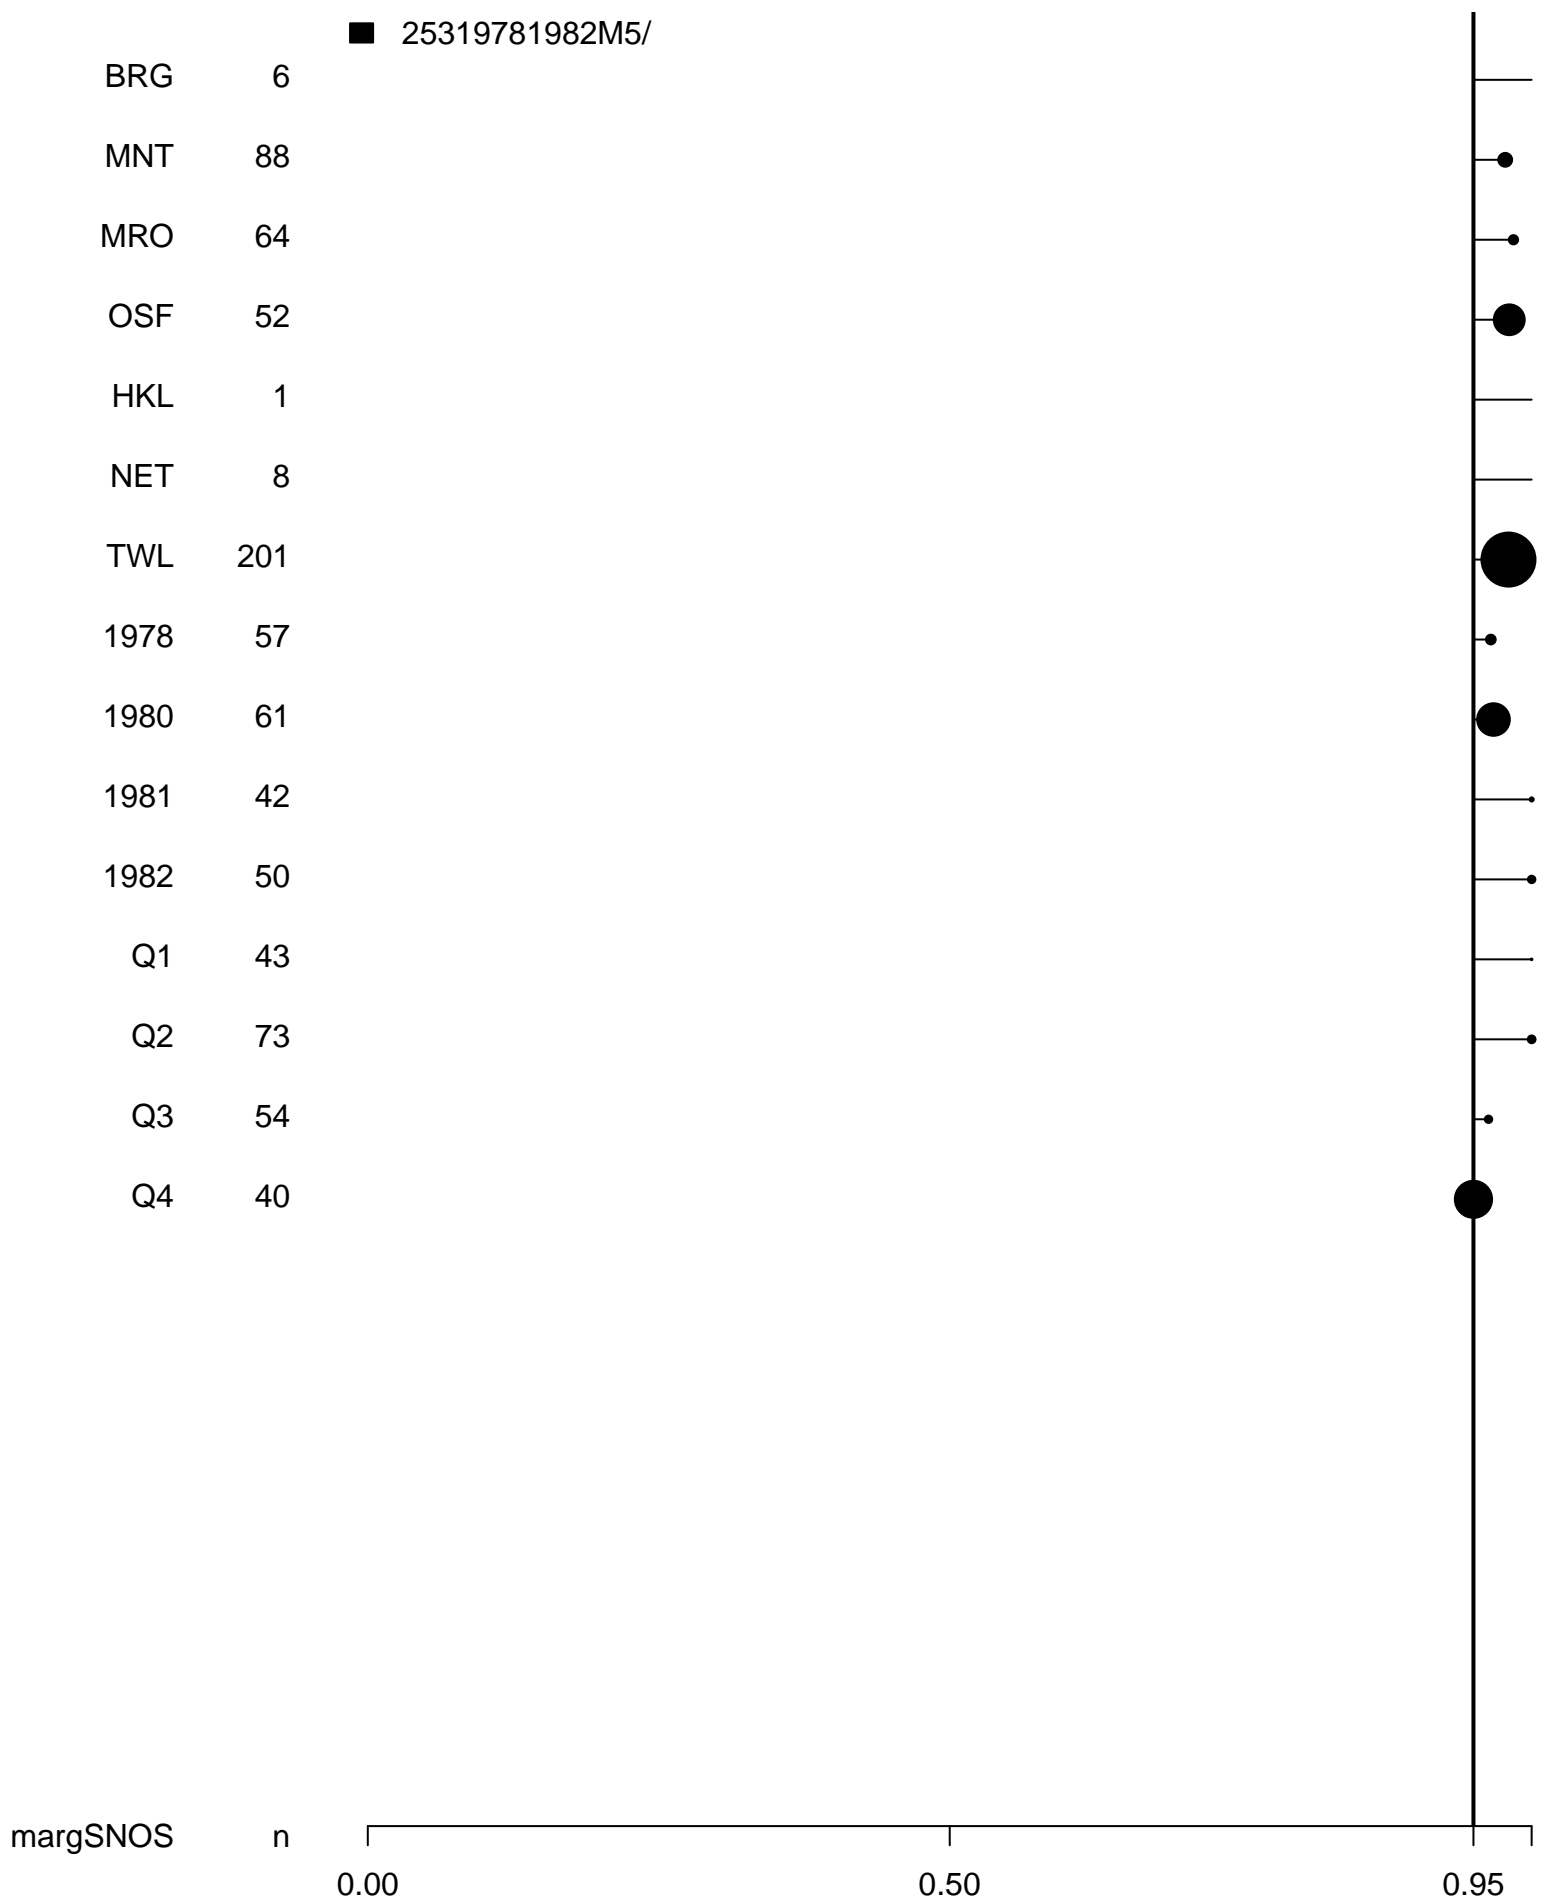 25319781982M5/
BRG 6
MNT 88
MRO 64
OSF 52
HKL 1
NET 8
TWL 201
1978 57
1980 61
1981 42
1982 50
Q1 43
Q2 73
Q3 54
Q4 40
margSNOS n
0.00 0.50 0.95